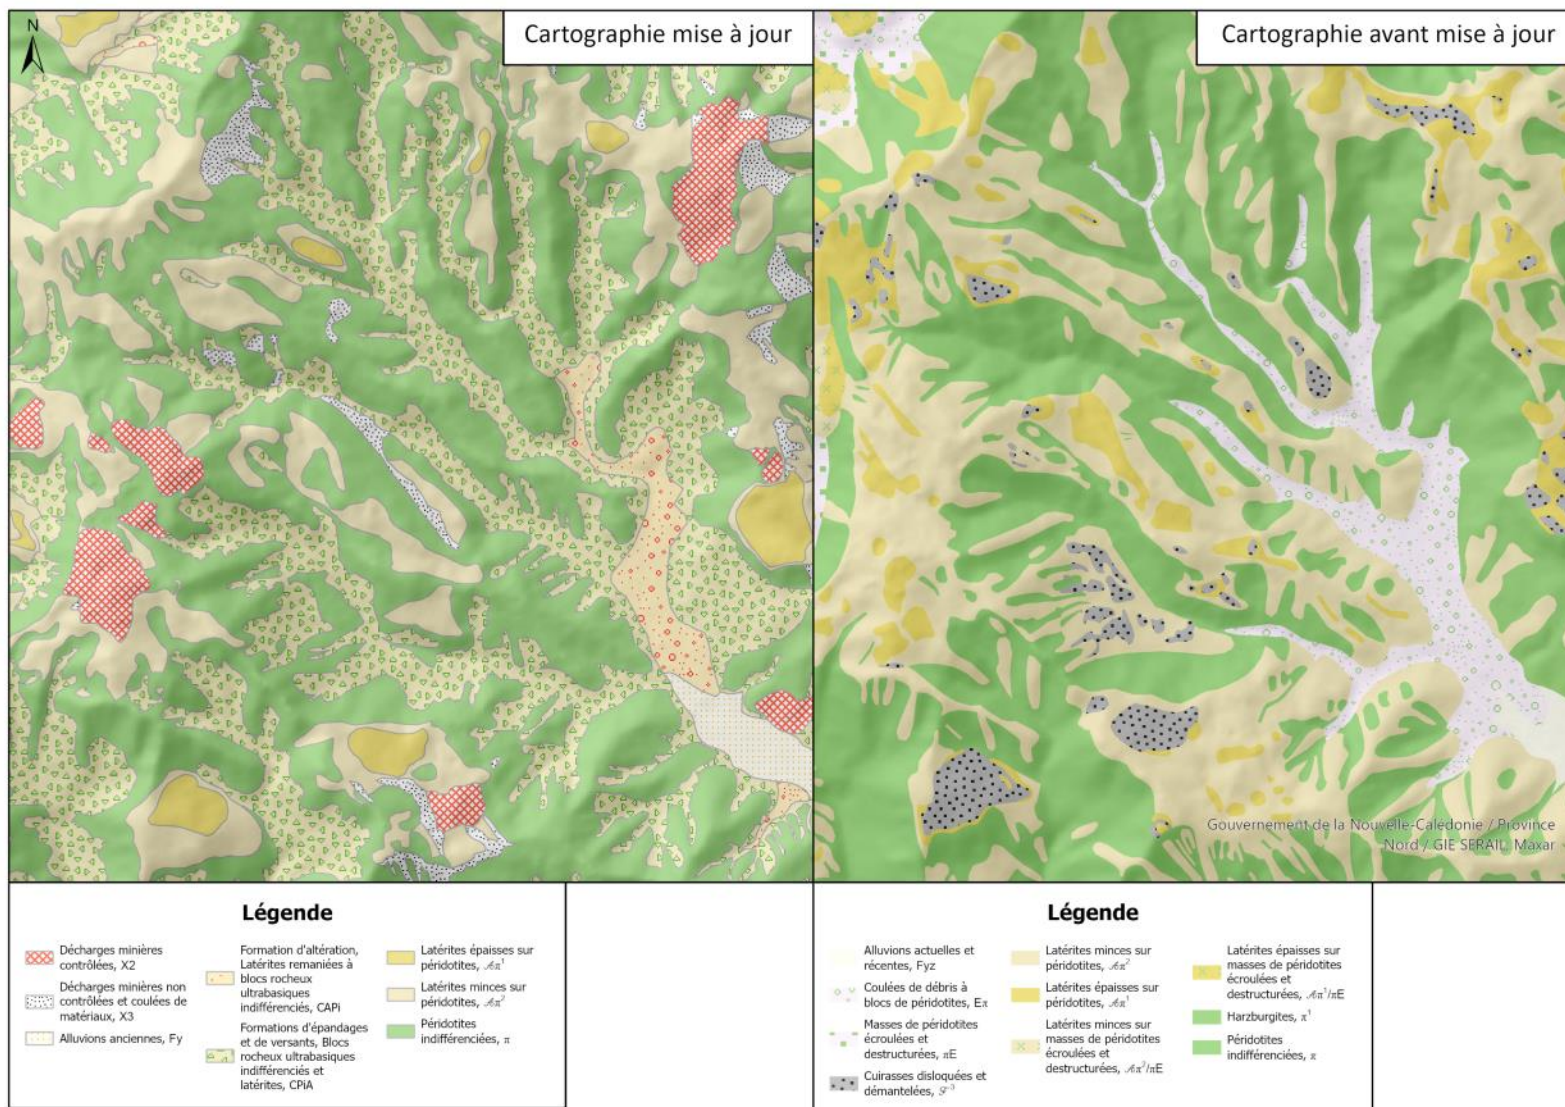 Cartographie mise à jour
Cartographie avant mise à jour
N
Gouvernement de la Nouvelle-Calédonie / Province
Nord / GIE SERAIL, Maxar
Légende
Décharges minières
contrôlées, X2
Décharges minières non
contrôlées et coulées de
matériaux, X3
Alluvions anciennes, Fy
Formation d'altération,
Latérites remaniées à
blocs rocheux
ultrabasiques
indifférenciés, CAPi
Formations d'épandages
et de versants, Blocs
rocheux ultrabasiques
indifférenciés et
latérites, CPiA
Latérites épaisses sur
péridotites, 𝒜π¹
Latérites minces sur
péridotites, 𝒜π²
Péridotites
indifférenciées, π
Légende
Alluvions actuelles et
récentes, Fyz
Coulées de débris à
blocs de péridotites, Eπ
Masses de péridotites
écroulées et
destructurées, πE
Cuirasses disloquées et
démantelées,
Latérites minces sur
péridotites, 𝒜π²
Latérites épaisses sur
péridotites, 𝒜π¹
Latérites minces sur
masses de péridotites
écroulées et
destructurées, 𝒜π²/πE
Latérites épaisses sur
masses de péridotites
écroulées et
destructurées, 𝒜π¹/πE
Harzburgites, π¹
Péridotites
indifférenciées, π